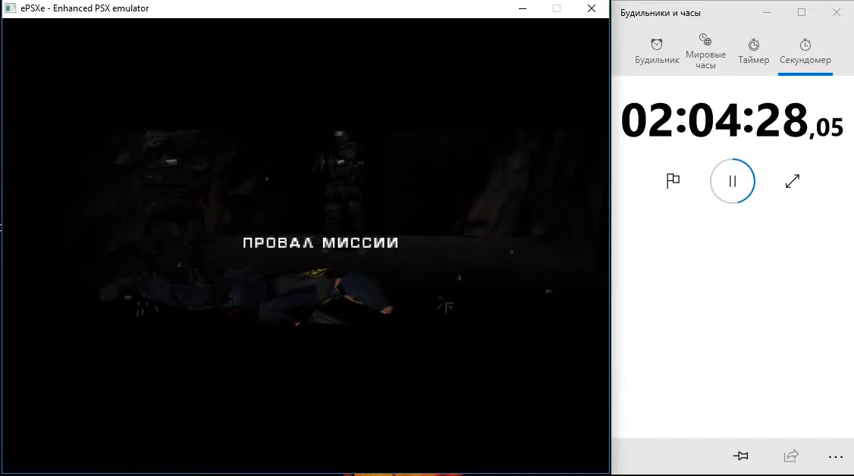 ePSXe - Enhanced PSX emulator
ПРОВАЛ МИССИИ
Будильники и часы
Будильник
Мировые часы
Таймер
Секундомер
02:04:28,05